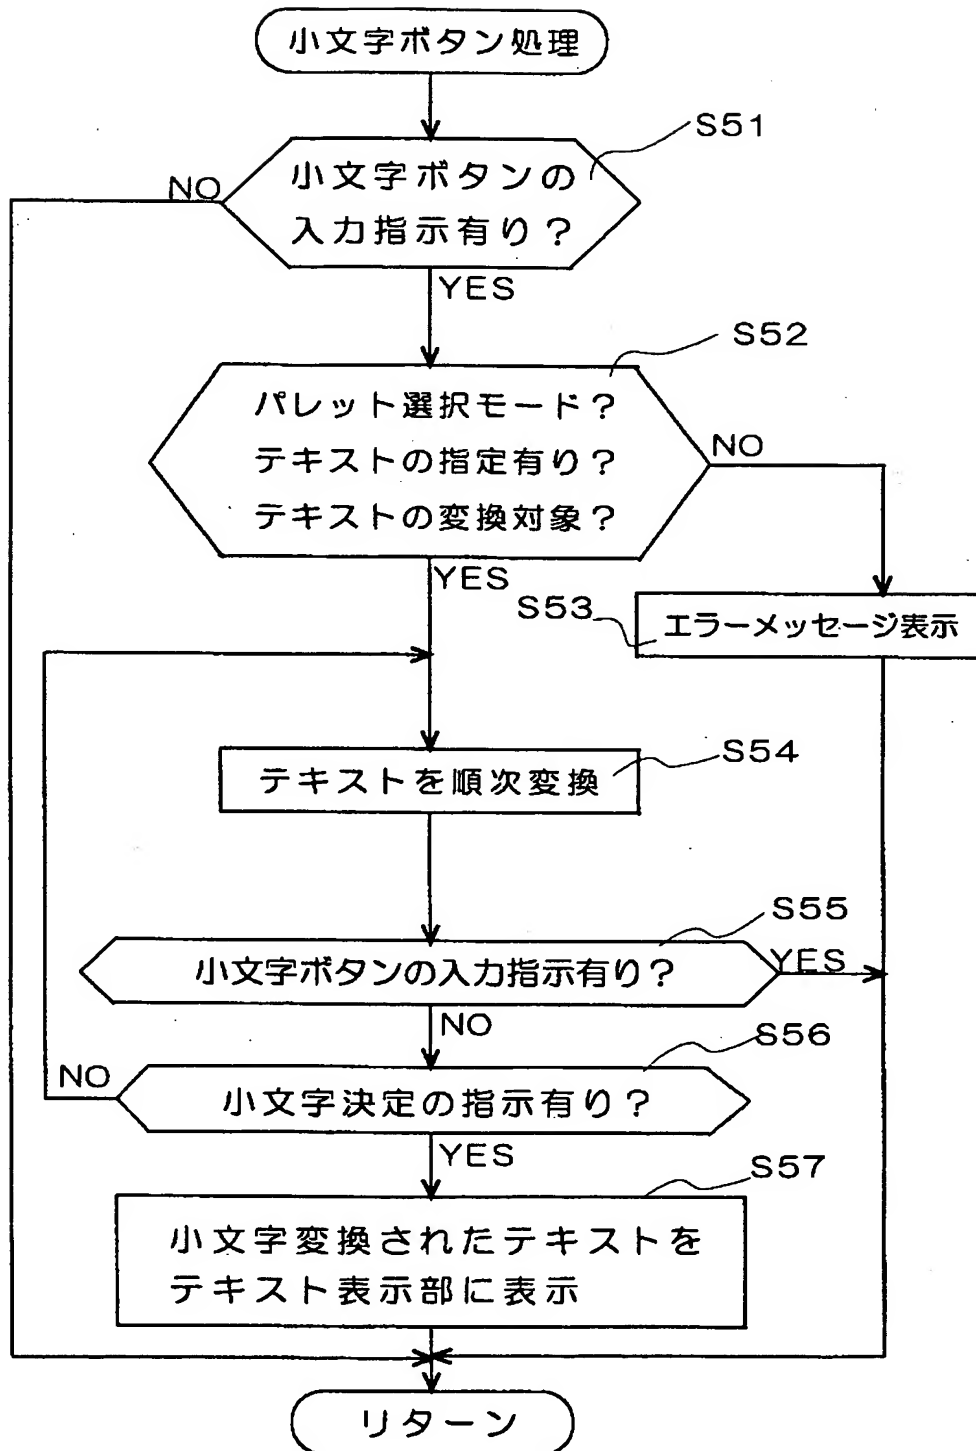 小文字ボタン処理
S51
小文字ボタンの
入力指示有り？
NO
YES
S52
パレット選択モード？
テキストの指定有り？
テキストの変換対象？
NO
YES
S53
エラーメッセージ表示
S54
テキストを順次変換
S55
小文字ボタンの入力指示有り？
YES
NO
S56
小文字決定の指示有り？
NO
YES
S57
小文字変換されたテキストを
テキスト表示部に表示
リターン